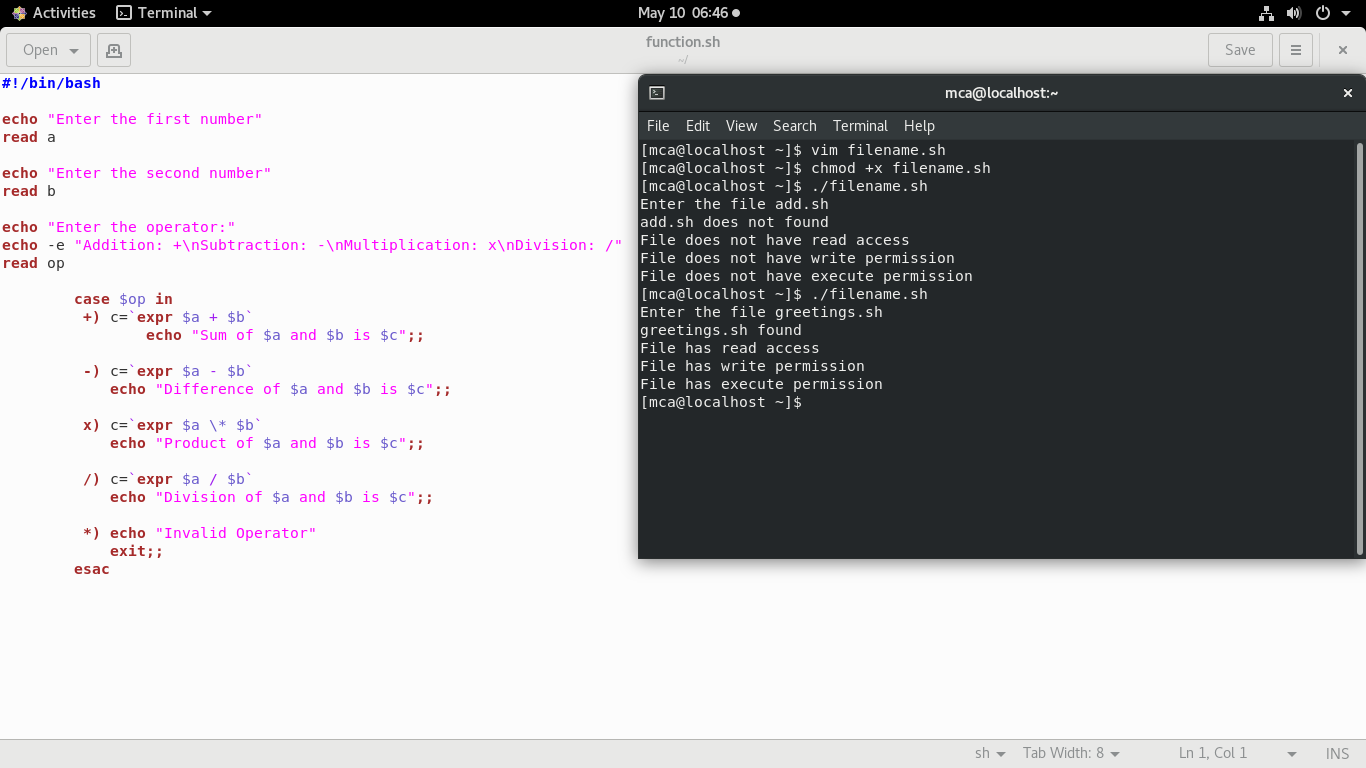 Activities Terminal May 10 06:46
Open function.sh Save
~/
#!/bin/bash
echo "Enter the first number"
read a
echo "Enter the second number"
read b
echo "Enter the operator:"
echo -e "Addition: +\nSubtraction: -\nMultiplication: x\nDivision: /"
read op
case $op in
+) c=`expr $a + $b`
echo "Sum of $a and $b is $c";;
-) c=`expr $a - $b`
echo "Difference of $a and $b is $c";;
x) c=`expr $a \* $b`
echo "Product of $a and $b is $c";;
/) c=`expr $a / $b`
echo "Division of $a and $b is $c";;
*) echo "Invalid Operator"
exit;;
esac
mca@localhost:~
File Edit View Search Terminal Help
[mca@localhost ~]$ vim filename.sh
[mca@localhost ~]$ chmod +x filename.sh
[mca@localhost ~]$ ./filename.sh
Enter the file add.sh
add.sh does not found
File does not have read access
File does not have write permission
File does not have execute permission
[mca@localhost ~]$ ./filename.sh
Enter the file greetings.sh
greetings.sh found
File has read access
File has write permission
File has execute permission
[mca@localhost ~]$
sh Tab Width: 8 Ln 1, Col 1 INS